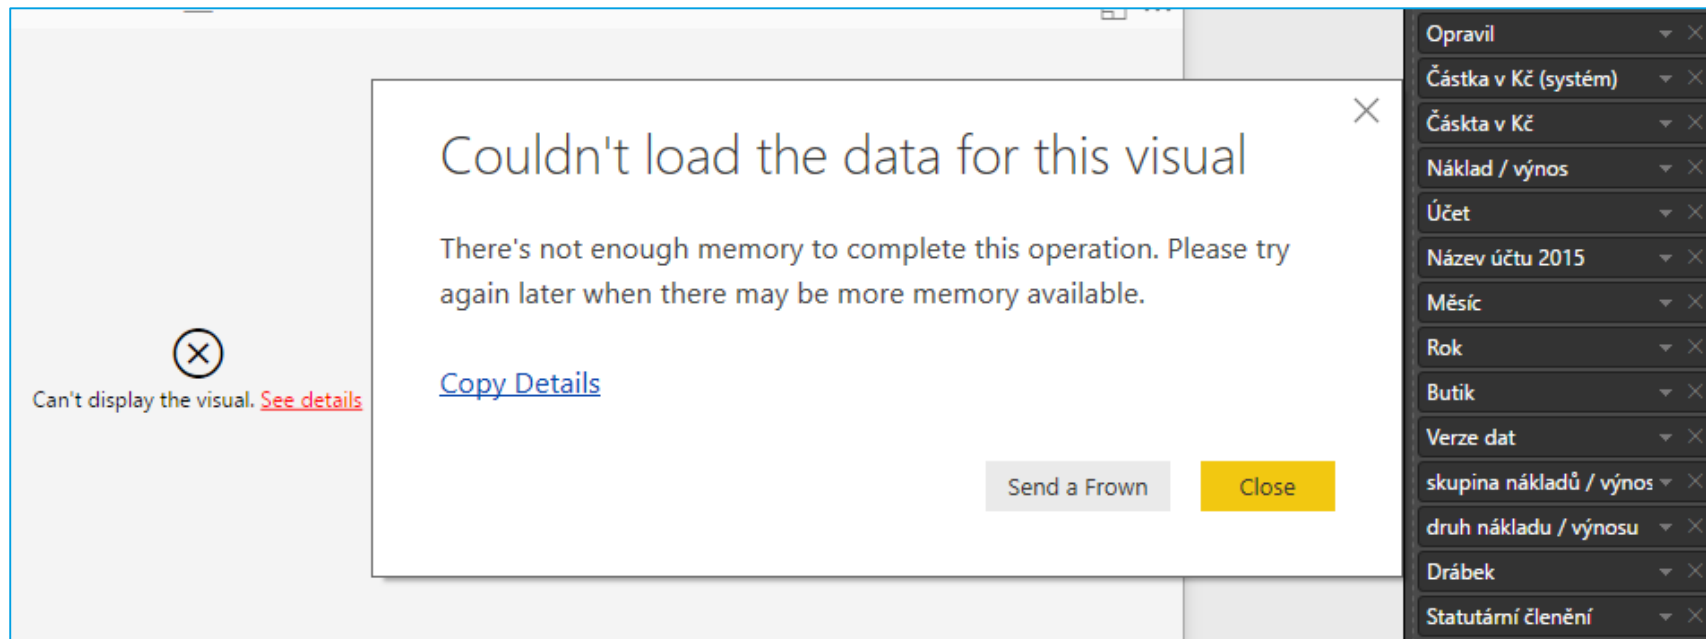 Couldn't load the data for this visual
There's not enough memory to complete this operation. Please try
again later when there may be more memory available.
Copy Details
Send a Frown
Close
Can't display the visual. See details
Opravil
Částka v Kč (systém)
Čáskta v Kč
Náklad / výnos
Účet
Název účtu 2015
Měsíc
Rok
Butik
Verze dat
skupina nákladů / výnos
druh nákladu / výnosu
Drábek
Statutární členění